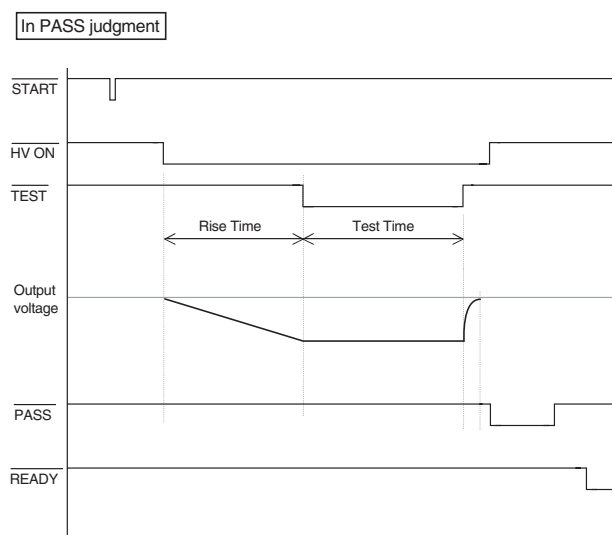 In PASS judgment
START
HV ON
TEST
Rise Time
Test Time
Output
voltage
PASS
READY